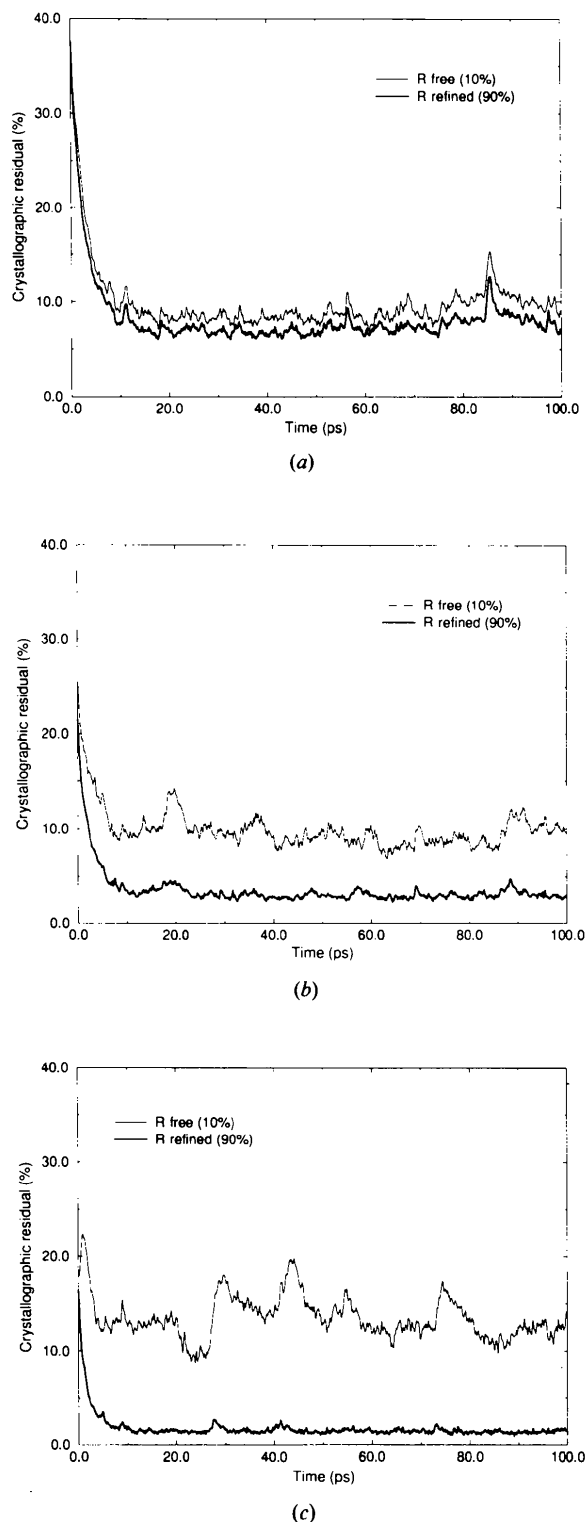 40.0
R free (10%)
R refined (90%)
30.0
Crystallographic residual (%)
20.0
10.0
0.0
0.0 20.0 40.0 60.0 80.0 100.0
Time (ps)
(a)
40.0
R free (10%)
R refined (90%)
30.0
Crystallographic residual (%)
20.0
10.0
0.0
0.0 20.0 40.0 60.0 80.0 100.0
Time (ps)
(b)
40.0
R free (10%)
R refined (90%)
30.0
Crystallographic residual (%)
20.0
10.0
0.0
0.0 20.0 40.0 60.0 80.0 100.0
Time (ps)
(c)